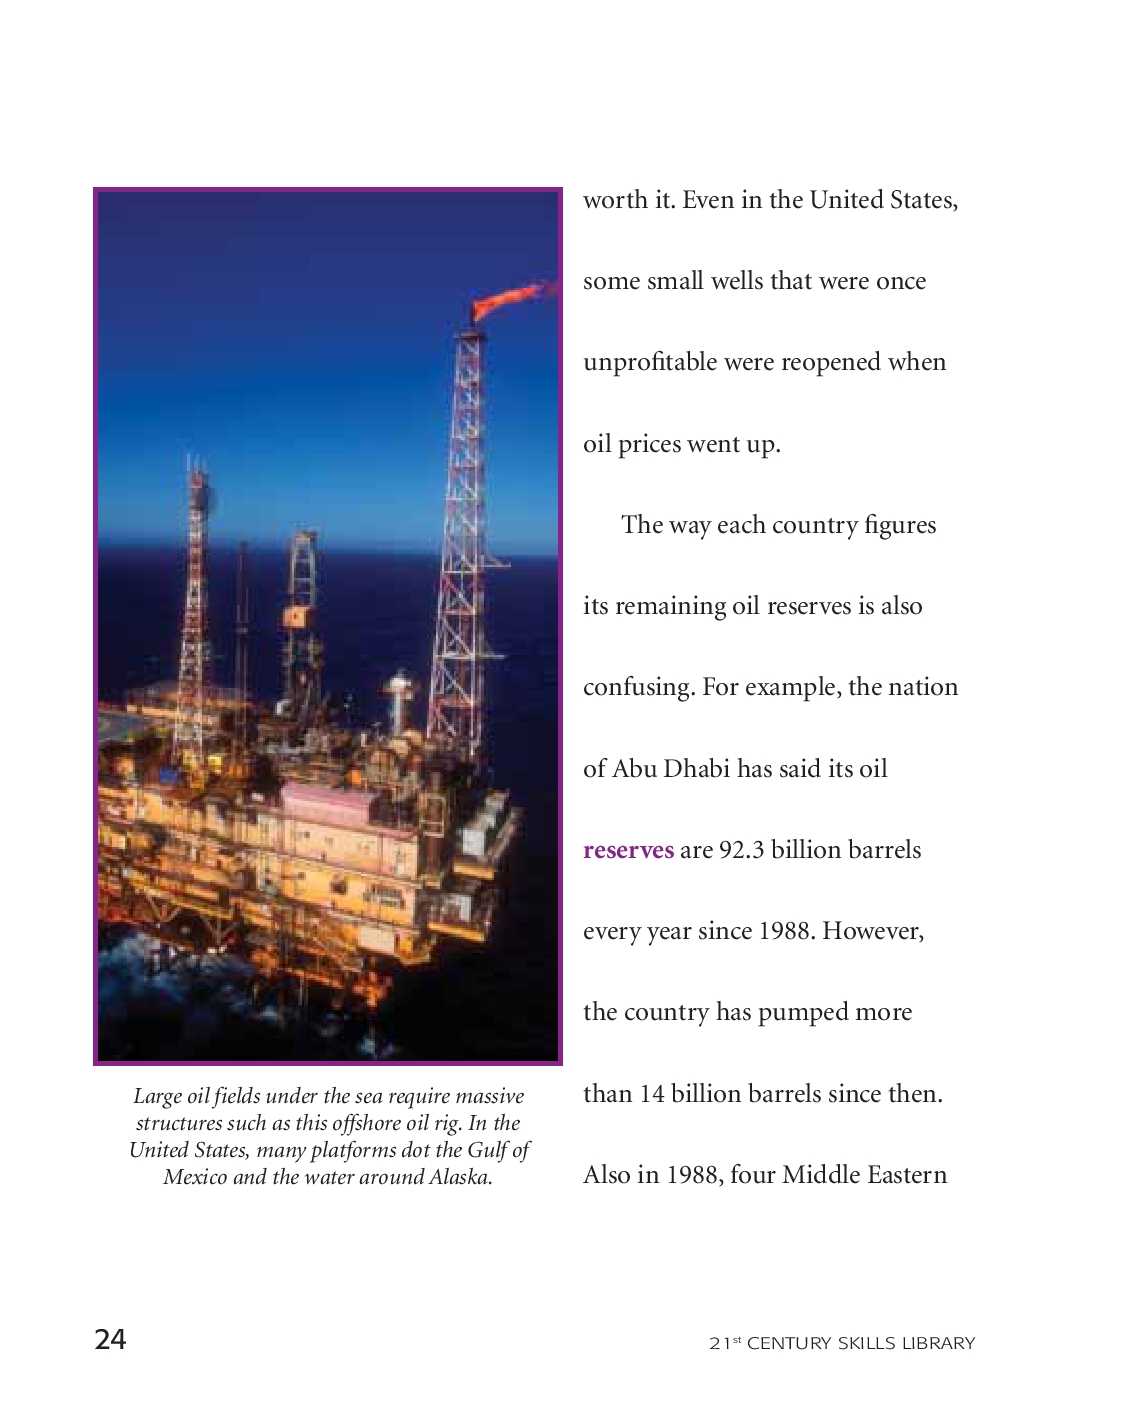 worth it. Even in the United States,
some small wells that were once
unprofitable were reopened when
oil prices went up.
The way each country figures
its remaining oil reserves is also
confusing. For example, the nation
of Abu Dhabi has said its oil
reserves are 92.3 billion barrels
every year since 1988. However,
the country has pumped more
than 14 billion barrels since then.
Also in 1988, four Middle Eastern
Large oil fields under the sea require massive
structures such as this offshore oil rig. In the
United States, many platforms dot the Gulf of
Mexico and the water around Alaska.
24
21st CENTURY SKILLS LIBRARY